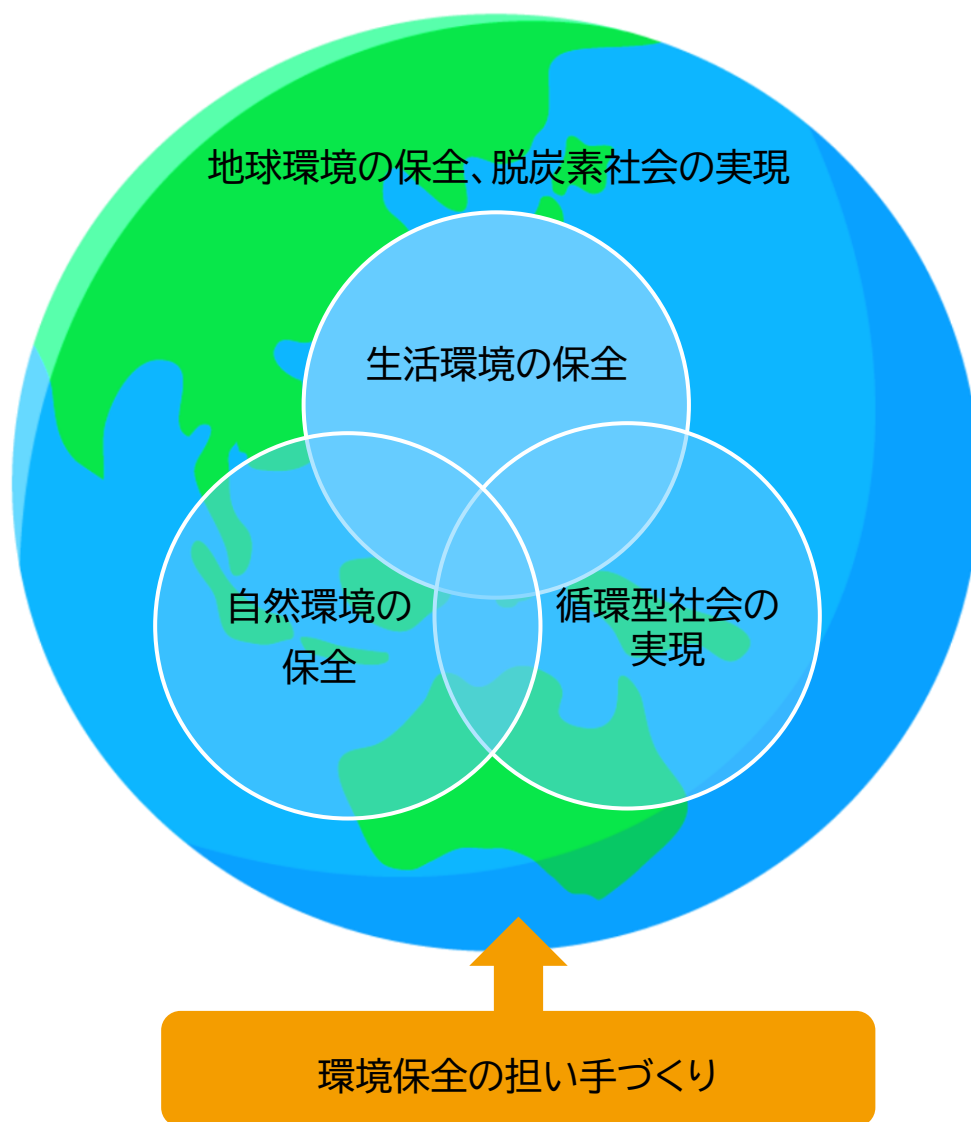 地球環境の保全、脱炭素社会の実現
生活環境の保全
自然環境の
保全
循環型社会の
実現
環境保全の担い手づくり